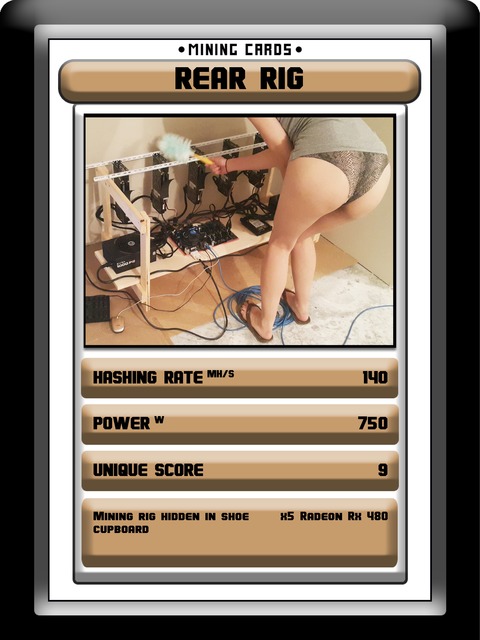 •MINING CARDS•
REAR RIG
HASHING RATE MH/S 140
POWER W 750
UNIQUE SCORE 9
MINING RIG HIDDEN IN SHOE X5 RADEON RX 480
CUPBOARD